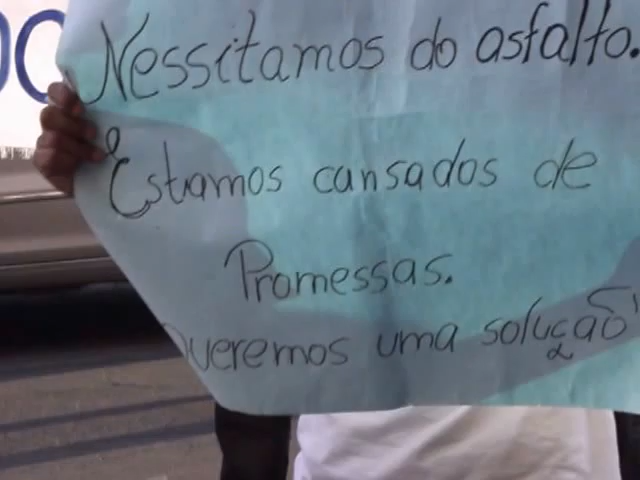 Nessitamos do asfalto.
Estamos cansados de
Promessas.
Queremos uma solução